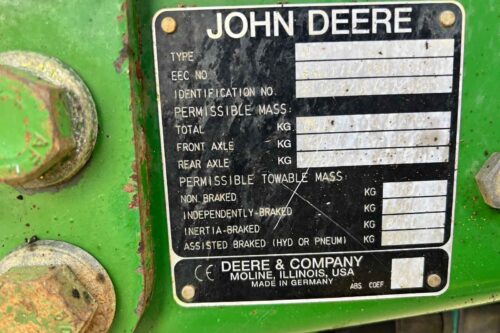 JOHN DEERE
TYPE
EEC NO
IDENTIFICATION NO.
PERMISSIBLE MASS:
TOTAL KG
FRONT AXLE KG
REAR AXLE KG
PERMISSIBLE TOWABLE MASS:
NON BRAKED KG
INDEPENDENTLY-BRAKED KG
INERTIA-BRAKED KG
ASSISTED BRAKED (HYD OR PNEUM) KG
CE DEERE & COMPANY
MOLINE, ILLINOIS, USA
MADE IN GERMANY ABS COEF